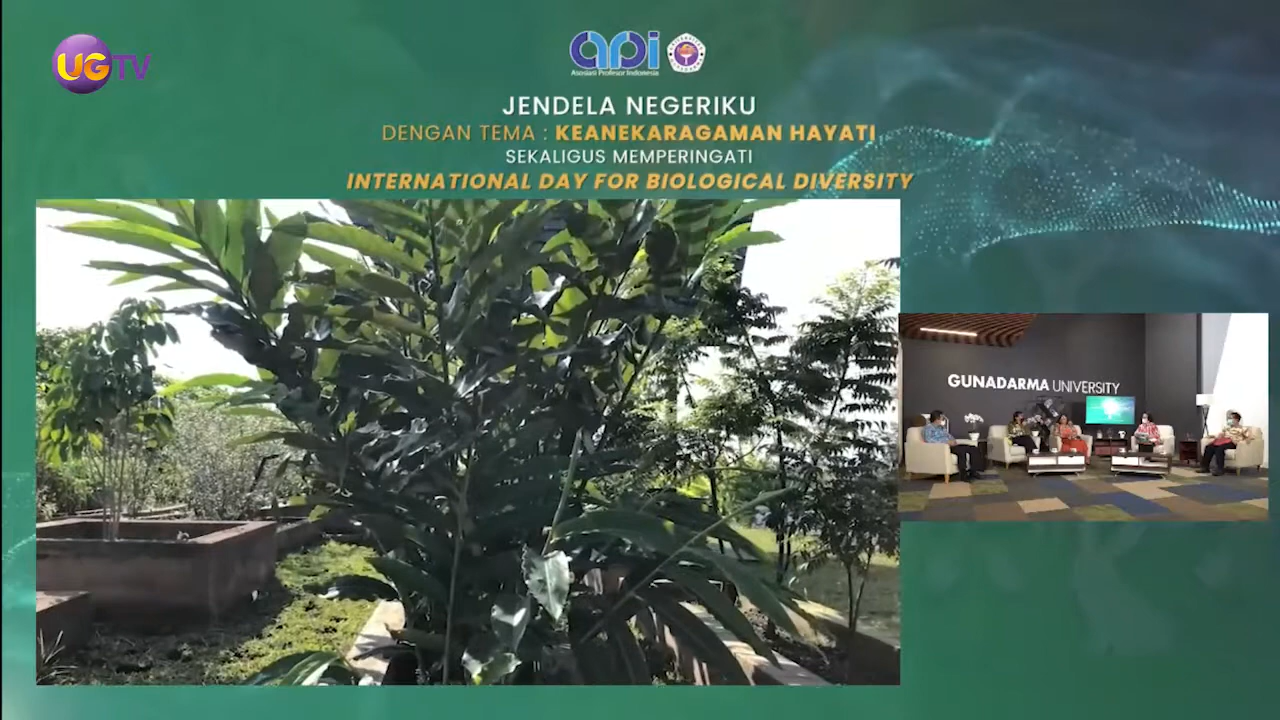 UGTV
api
Asosiasi Profesor Indonesia
JENDELA NEGERIKU
DENGAN TEMA : KEANEKARAGAMAN HAYATI
SEKALIGUS MEMPERINGATI
INTERNATIONAL DAY FOR BIOLOGICAL DIVERSITY
GUNADARMA UNIVERSITY